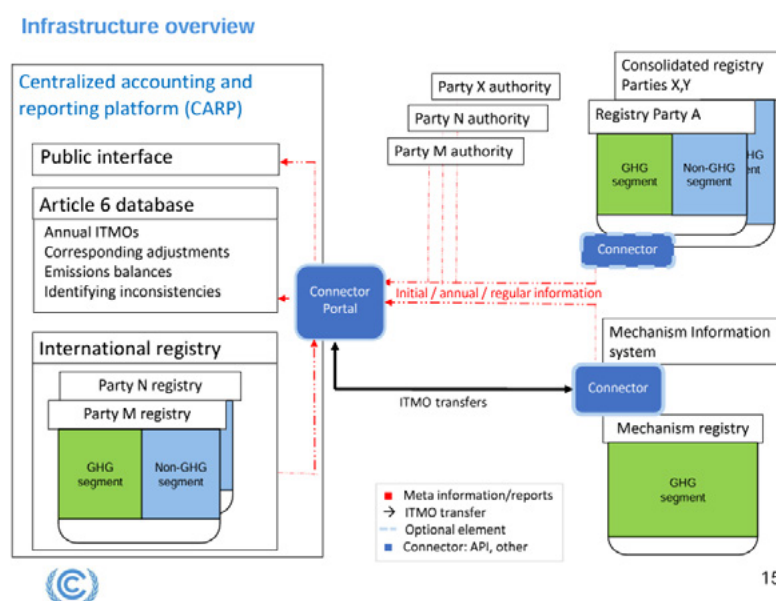 Infrastructure overview
Centralized accounting and
reporting platform (CARP)
Public interface
Article 6 database
Annual ITMOs
Corresponding adjustments
Emissions balances
Identifying inconsistencies
International registry
Party N registry
Party M registry
GHG
segment
Non-GHG
segment
Connector
Portal
Party X authority
Party N authority
Party M authority
Initial / annual / regular information
ITMO transfers
Consolidated registry
Parties X,Y
Registry Party A
GHG
segment
Non-GHG
segment
Connector
Mechanism Information
system
Connector
Mechanism registry
GHG
segment
Meta information/reports
ITMO transfer
Optional element
Connector: API, other
15